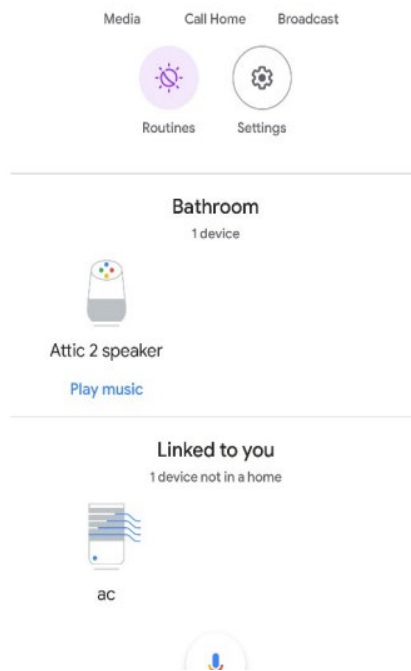 Media Call Home Broadcast
Routines Settings
Bathroom
1 device
Attic 2 speaker
Play music
Linked to you
1 device not in a home
ac